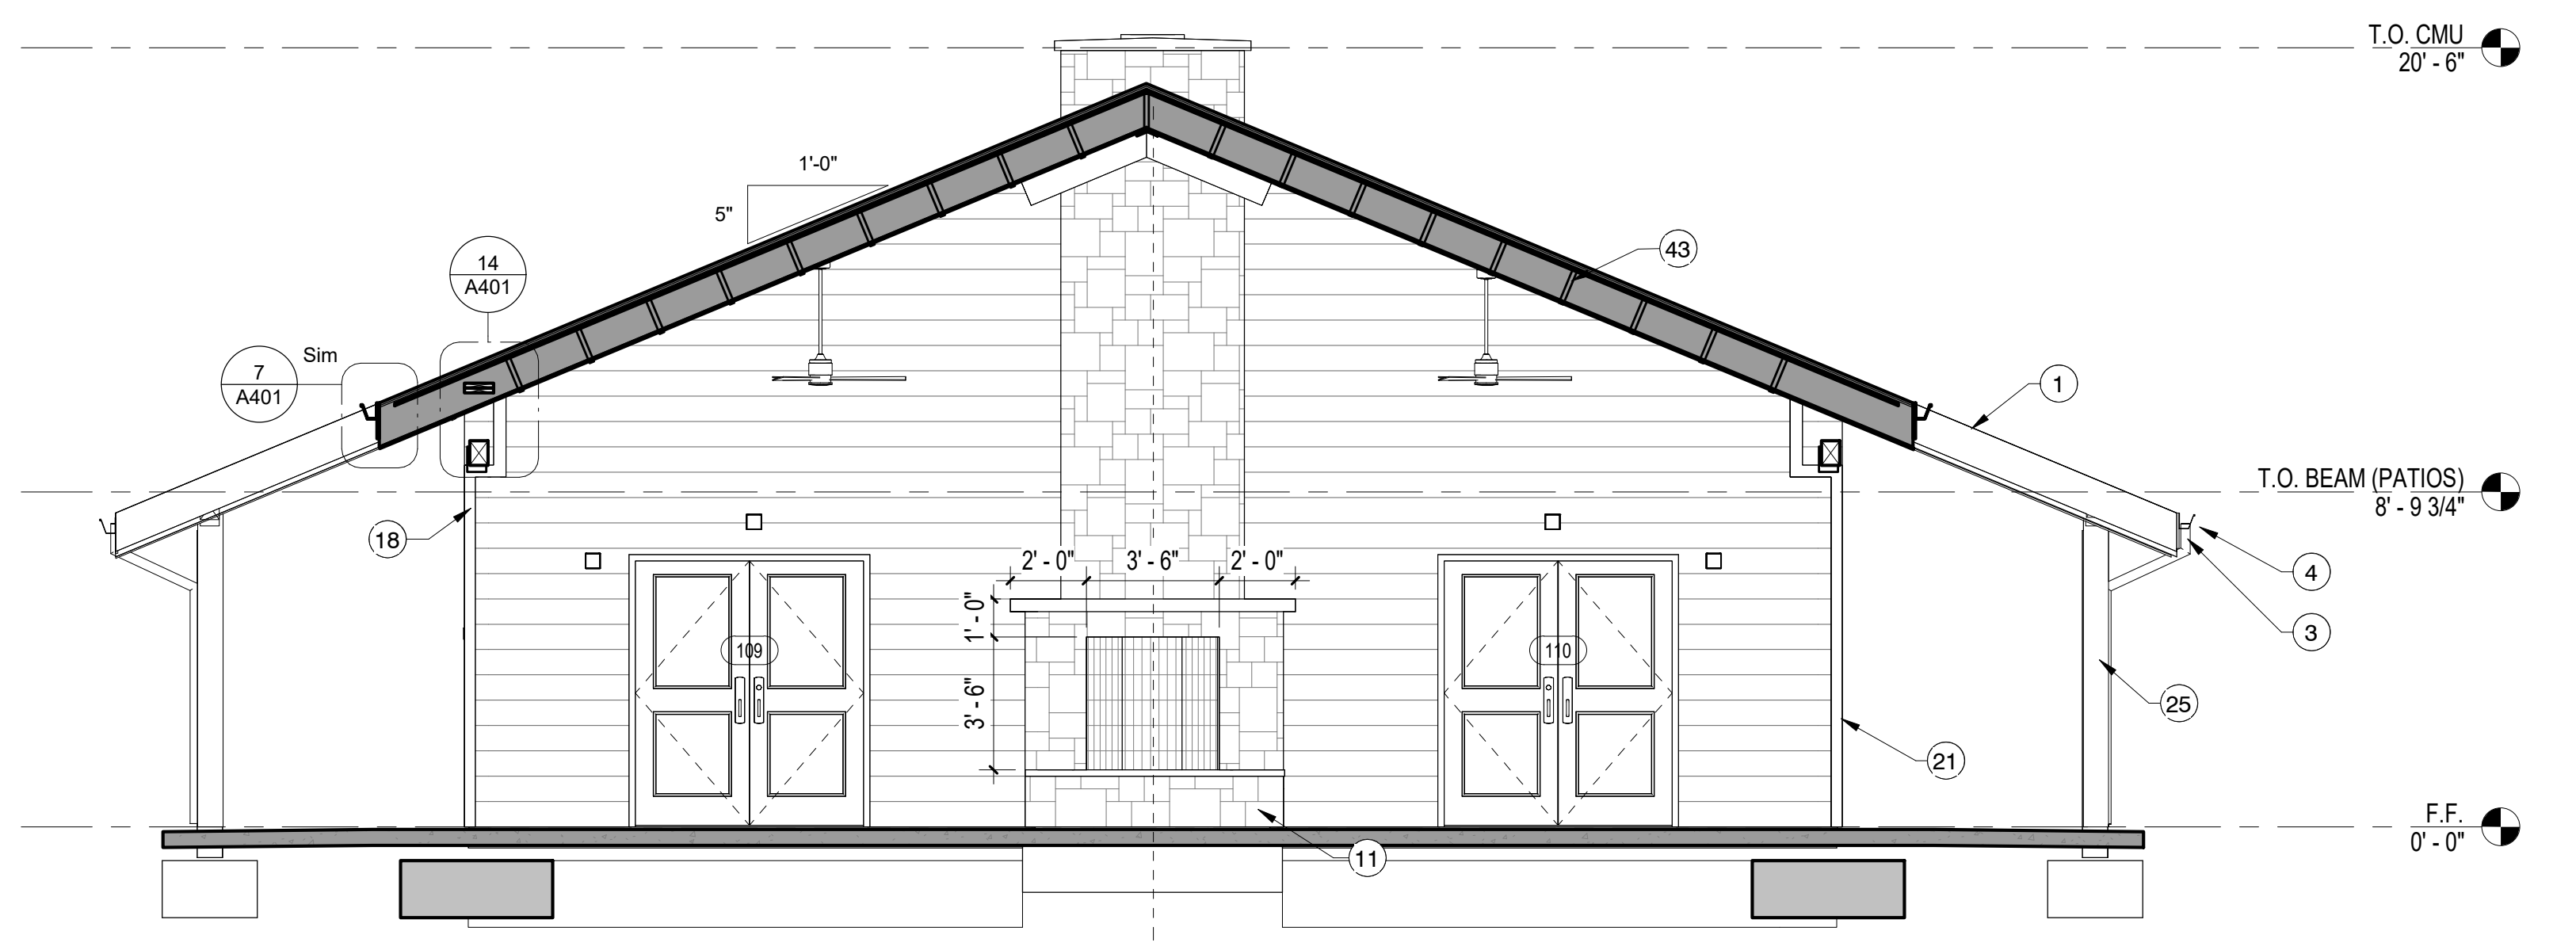 T.O. CMU
20' - 6"
1'-0"
5"
14
A401
43
7
A401
Sim
1
T.O. BEAM (PATIOS)
8' - 9 3/4"
18
2' - 0"
3' - 6"
2' - 0"
4
1' - 0"
3
109
110
3' - 6"
25
21
F.F.
0' - 0"
11